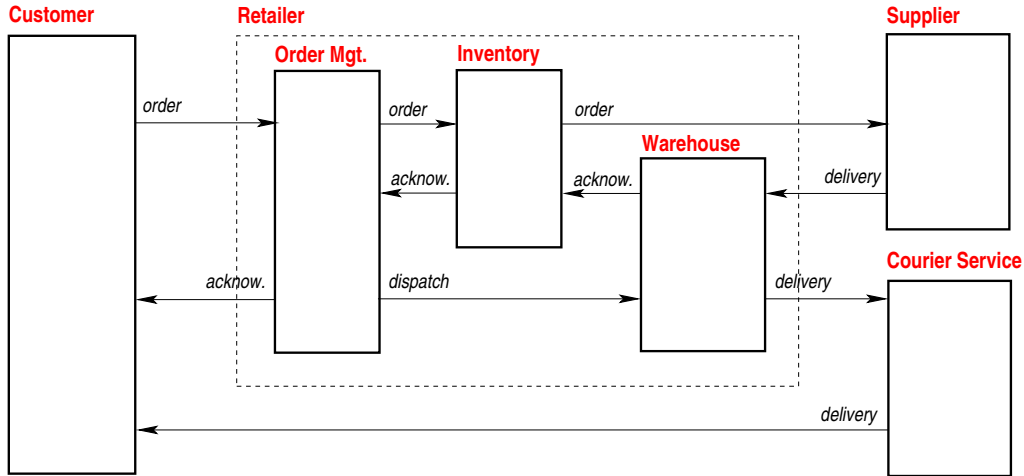 Customer
Retailer
Supplier
Order Mgt.
Inventory
order
order
order
Warehouse
acknow.
acknow.
delivery
Courier Service
acknow.
dispatch
delivery
delivery